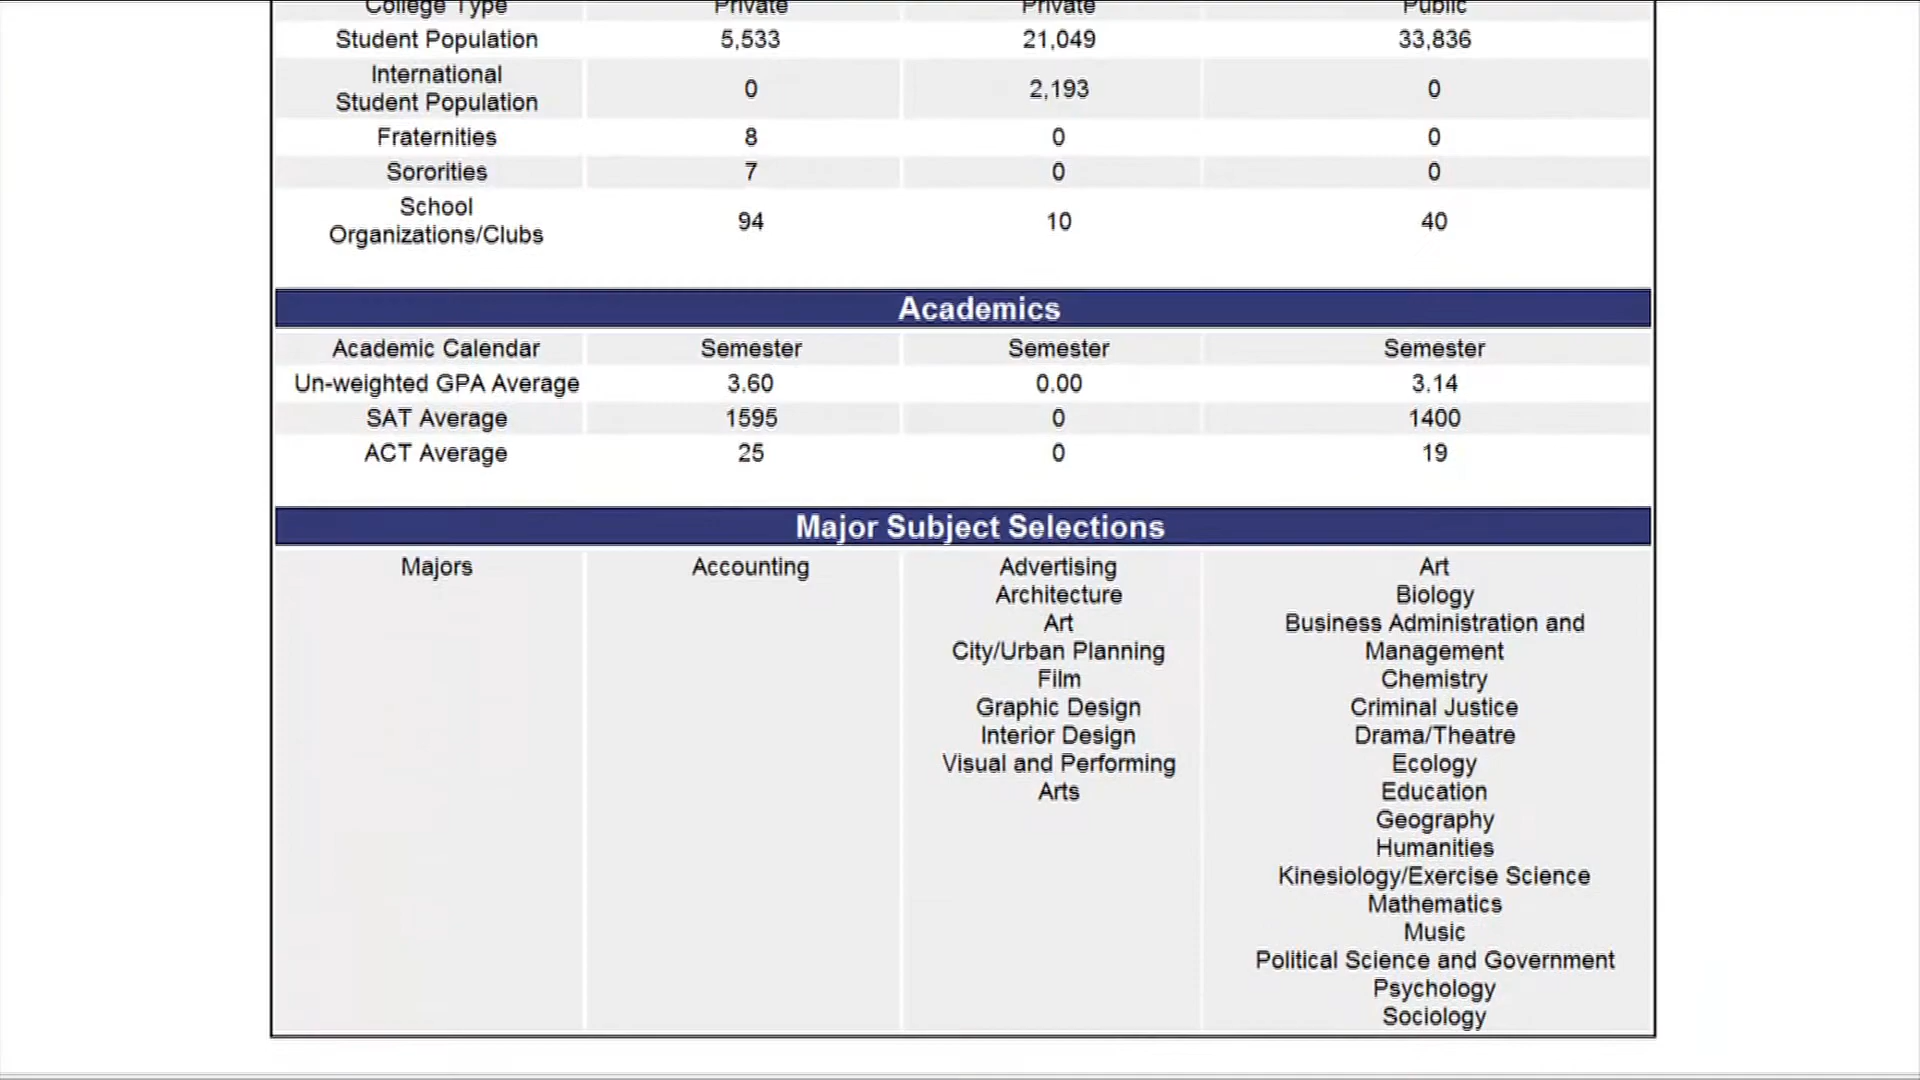 College Type Private Private Public
Student Population 5,533 21,049 33,836
International
Student Population 0 2,193 0
Fraternities 8 0 0
Sororities 7 0 0
School
Organizations/Clubs 94 10 40
Academics
Academic Calendar Semester Semester Semester
Un-weighted GPA Average 3.60 0.00 3.14
SAT Average 1595 0 1400
ACT Average 25 0 19
Major Subject Selections
Majors Accounting Advertising Art
Architecture Biology
Art Business Administration and
City/Urban Planning Management
Film Chemistry
Graphic Design Criminal Justice
Interior Design Drama/Theatre
Visual and Performing Ecology
Arts Education
Geography
Humanities
Kinesiology/Exercise Science
Mathematics
Music
Political Science and Government
Psychology
Sociology